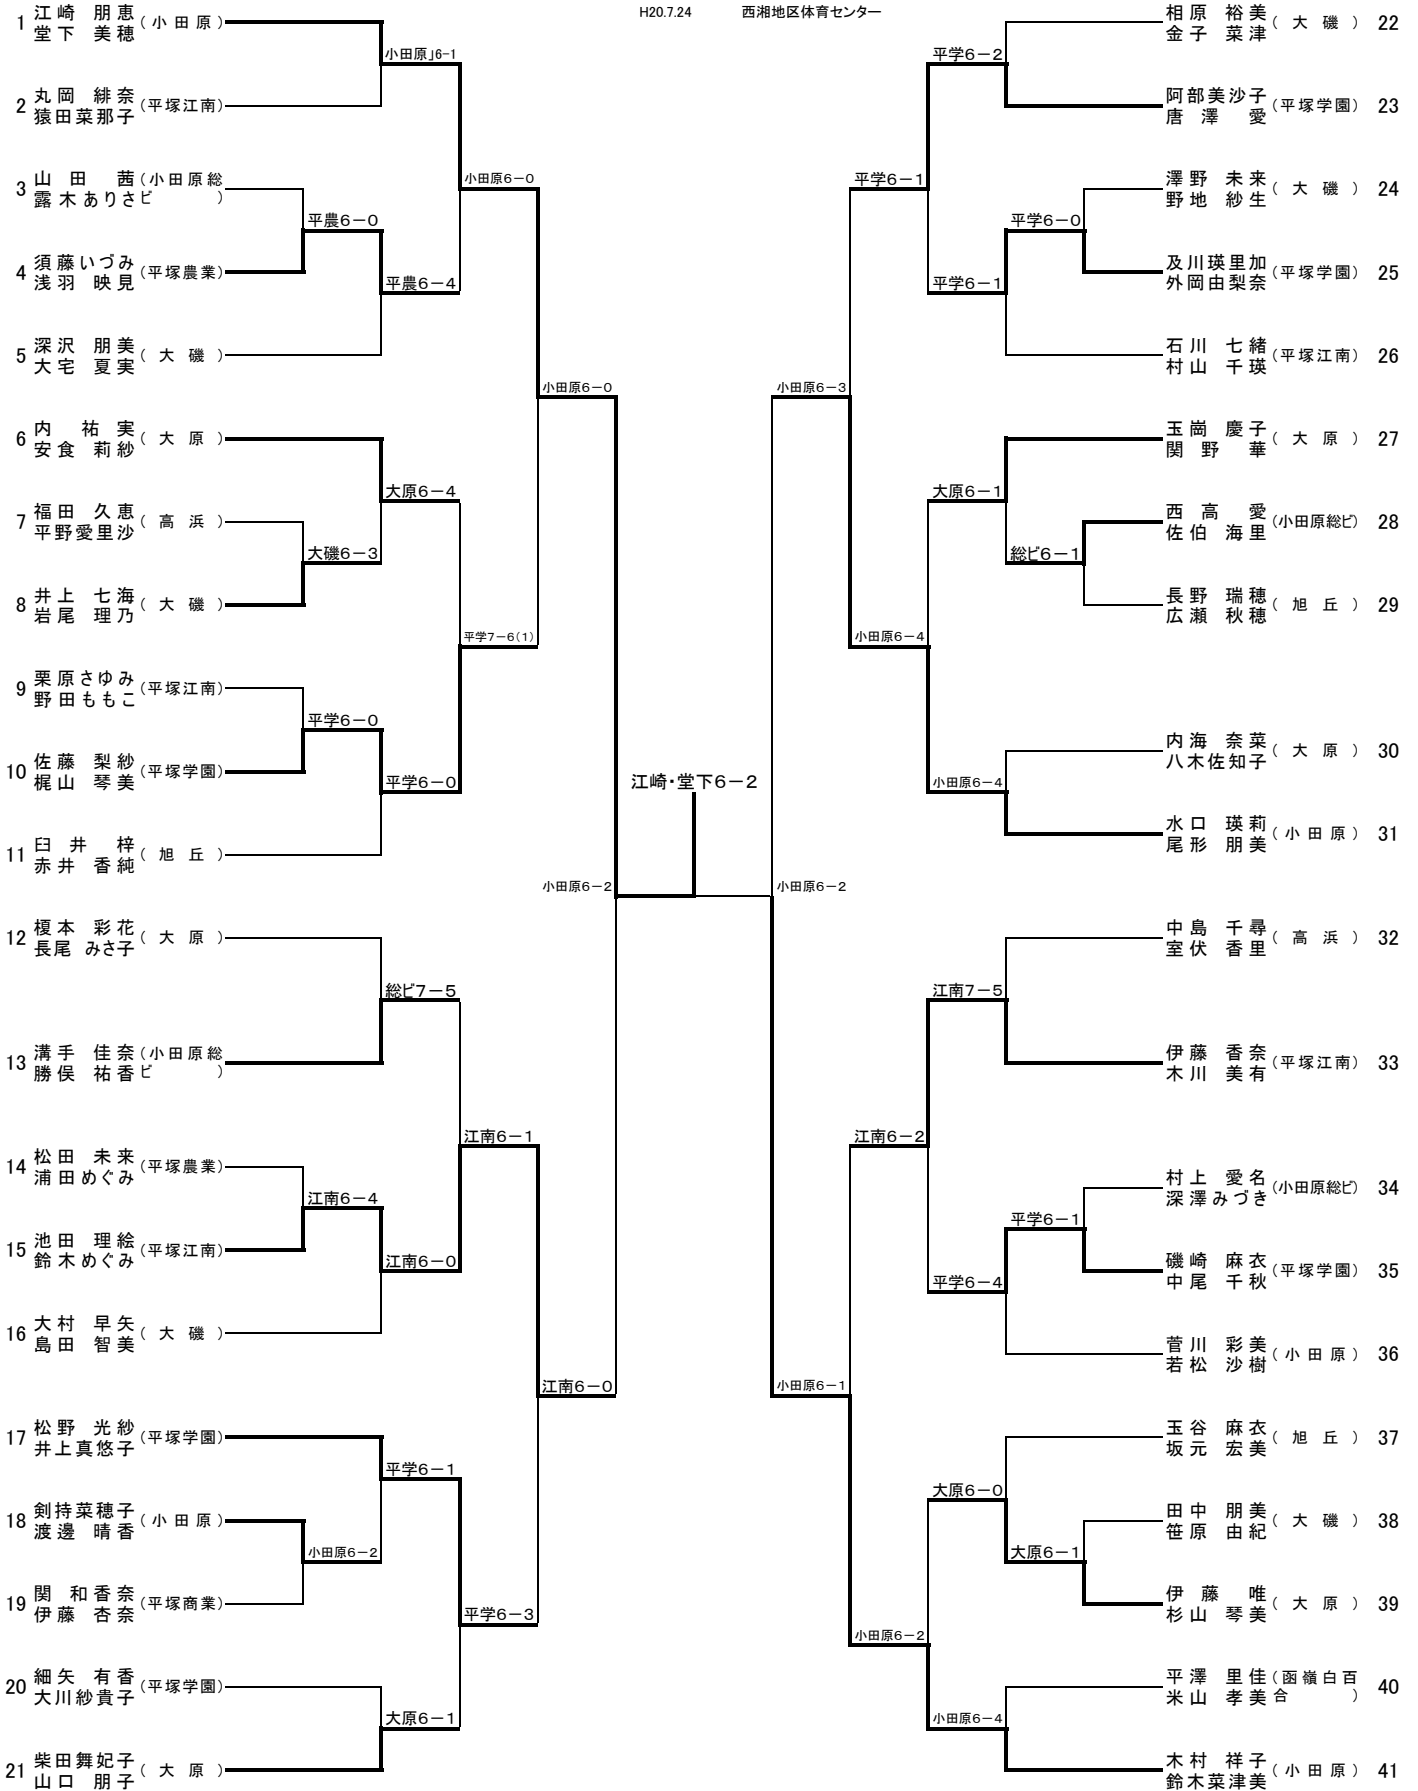 H20.7.24 西湘地区体育センター
1 江崎 朋恵 (小田原)
堂下 美穂
小田原」6-1
2 丸岡 緋奈 (平塚江南)
猿田菜那子
小田原6-0
3 山田 茜 (小田原総
露木ありさ ビ )
平農6-0
4 須藤いづみ (平塚農業)
浅羽 映見
平農6-4
5 深沢 朋美 (大磯)
大宅 夏実
小田原6-0
6 内 祐実 (大原)
安食 莉紗
大原6-4
7 福田 久恵 (高浜)
平野愛里沙
大磯6-3
8 井上 七海 (大磯)
岩尾 理乃
平学7-6(1)
9 栗原さゆみ (平塚江南)
野田ももこ
平学6-0
10 佐藤 梨紗 (平塚学園)
梶山 琴美
平学6-0
11 臼井 梓 (旭丘)
赤井 香純
小田原6-2
12 榎本 彩花 (大原)
長尾 みさ子
総ビ7-5
13 溝手 佳奈 (小田原総
勝俣 祐香 ビ )
江南6-1
14 松田 未来 (平塚農業)
浦田めぐみ
江南6-4
15 池田 理絵 (平塚江南)
鈴木めぐみ
江南6-0
16 大村 早矢 (大磯)
島田 智美
江南6-0
17 松野 光紗 (平塚学園)
井上真悠子
平学6-1
18 剣持菜穂子 (小田原)
渡邊 晴香
小田原6-2
19 関 和香奈 (平塚商業)
伊藤 杏奈
平学6-3
20 細矢 有香 (平塚学園)
大川紗貴子
大原6-1
21 柴田舞妃子 (大原)
山口 朋子
江崎・堂下6-2
相原 裕美 (大磯) 22
金子 菜津
平学6-2
阿部美沙子 (平塚学園) 23
唐澤 愛
平学6-1
澤野 未来 (大磯) 24
野地 紗生
平学6-0
及川瑛里加 (平塚学園) 25
外岡由梨奈
平学6-1
石川 七緒 (平塚江南) 26
村山 千瑛
小田原6-3
玉崗 慶子 (大原) 27
関野 華
大原6-1
西高 愛 (小田原総ビ) 28
佐伯 海里
総ビ6-1
長野 瑞穂 (旭丘) 29
広瀬 秋穂
小田原6-4
内海 奈菜 (大原) 30
八木佐知子
小田原6-4
水口 瑛莉 (小田原) 31
尾形 朋美
小田原6-2
中島 千尋 (高浜) 32
室伏 香里
江南7-5
伊藤 香奈 (平塚江南) 33
木川 美有
江南6-2
村上 愛名 (小田原総ビ) 34
深澤みづき
平学6-1
磯崎 麻衣 (平塚学園) 35
中尾 千秋
平学6-4
菅川 彩美 (小田原) 36
若松 沙樹
小田原6-1
玉谷 麻衣 (旭丘) 37
坂元 宏美
大原6-0
田中 朋美 (大磯) 38
笹原 由紀
大原6-1
伊藤 唯 (大原) 39
杉山 琴美
小田原6-2
平澤 里佳 (函嶺白百 40
米山 孝美 合 )
小田原6-4
木村 祥子 (小田原) 41
鈴木菜津美